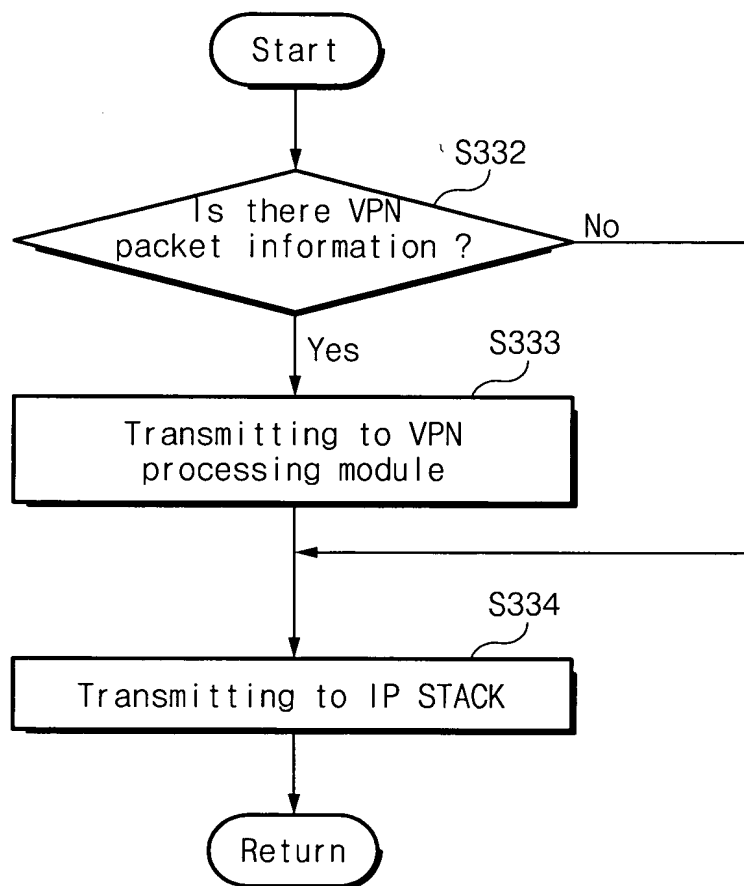 Start
S332
Is there VPN
packet information ?
No
Yes
S333
Transmitting to VPN
processing module
S334
Transmitting to IP STACK
Return